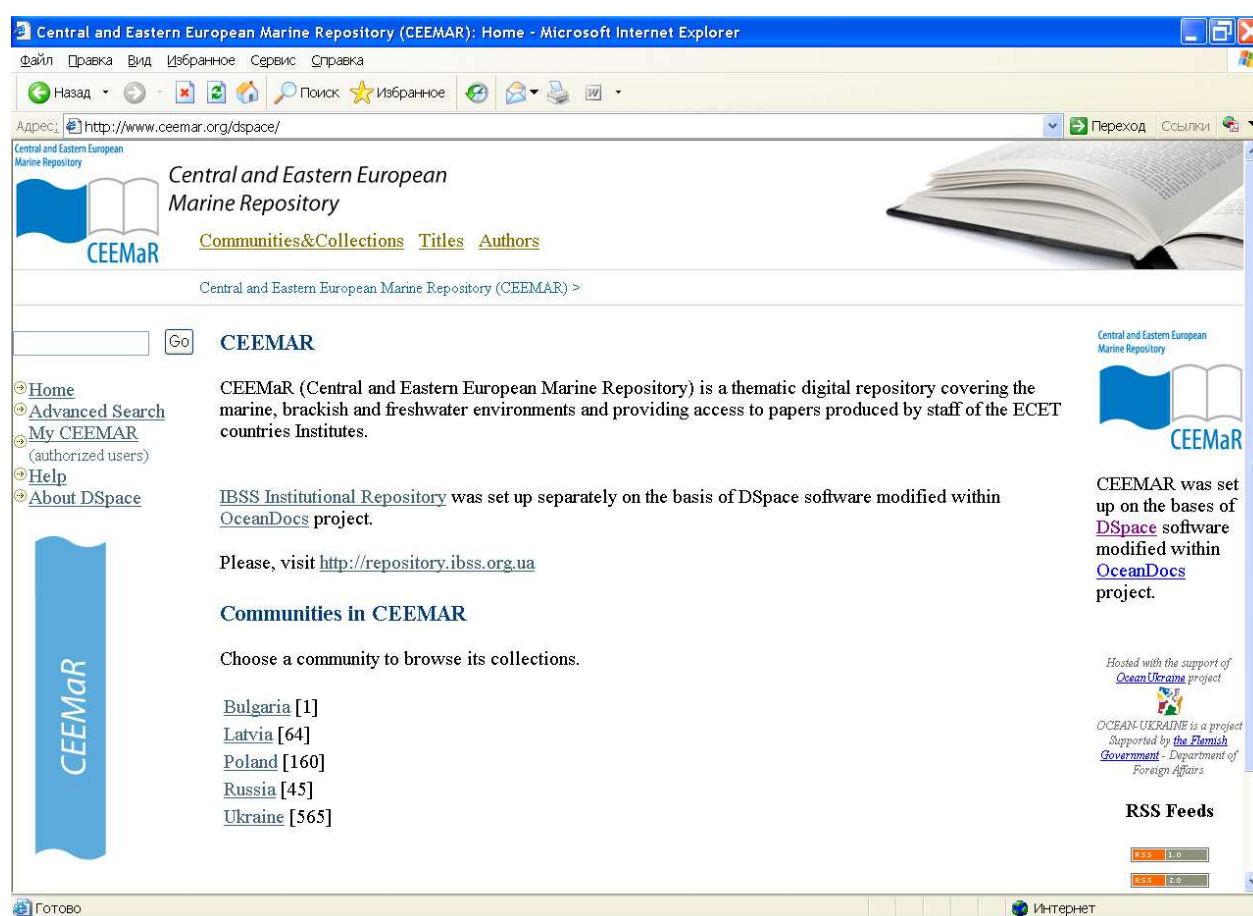 Central and Eastern European Marine Repository (CEEMAR): Home - Microsoft Internet Explorer
Файл Правка Вид Избранное Сервис Справка
Назад Поиск Избранное
Адрес: http://www.ceemar.org/dspace/ Переход Ссылки
Central and Eastern European
Marine Repository
CEEMaR
Central and Eastern European
Marine Repository
Communities&Collections Titles Authors
Central and Eastern European Marine Repository (CEEMAR) >
Go
Home
Advanced Search
My CEEMAR
(authorized users)
Help
About DSpace
CEEMaR
CEEMAR
CEEMaR (Central and Eastern European Marine Repository) is a thematic digital repository covering the
marine, brackish and freshwater environments and providing access to papers produced by staff of the ECET
countries Institutes.
IBSS Institutional Repository was set up separately on the basis of DSpace software modified within
OceanDocs project.
Please, visit http://repository.ibss.org.ua
Communities in CEEMAR
Choose a community to browse its collections.
Bulgaria [1]
Latvia [64]
Poland [160]
Russia [45]
Ukraine [565]
Central and Eastern European
Marine Repository
CEEMaR
CEEMAR was set
up on the bases of
DSpace software
modified within
OceanDocs
project.
Hosted with the support of
Ocean Ukraine project
OCEAN-UKRAINE is a project
Supported by the Flemish
Government - Department of
Foreign Affairs
RSS Feeds
RSS 1.0
RSS 2.0
Готово Интернет